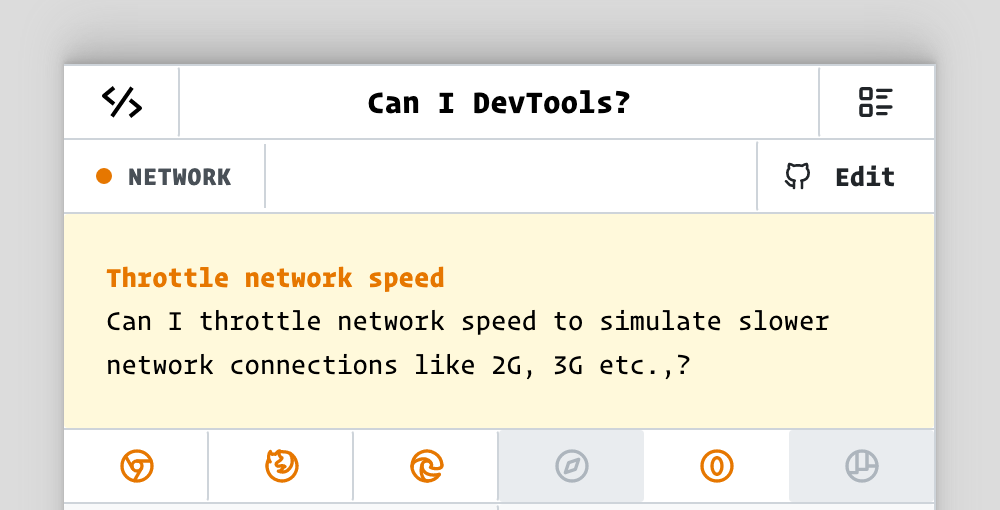 Can I DevTools?
NETWORK
Edit
Throttle network speed
Can I throttle network speed to simulate slower
network connections like 2G, 3G etc.,?